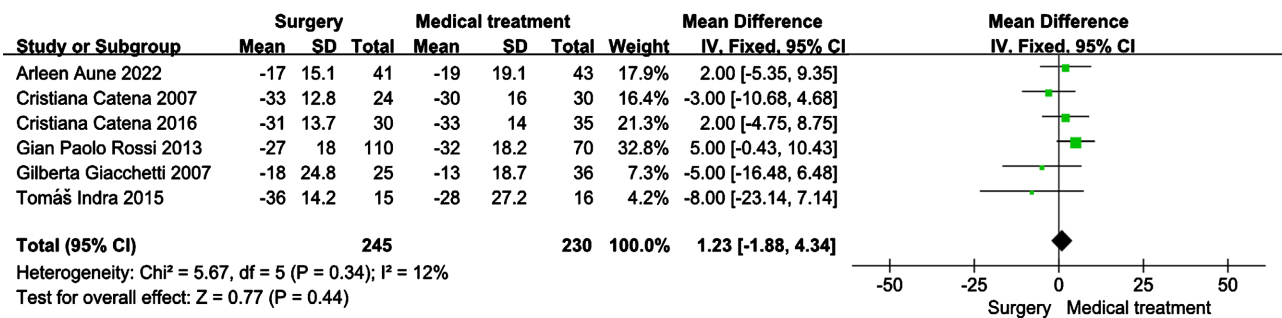 Surgery Medical treatment Mean Difference Mean Difference
Study or Subgroup Mean SD Total Mean SD Total Weight IV, Fixed, 95% CI IV, Fixed, 95% CI
Arleen Aune 2022 -17 15.1 41 -19 19.1 43 17.9% 2.00 [-5.35, 9.35]
Cristiana Catena 2007 -33 12.8 24 -30 16 30 16.4% -3.00 [-10.68, 4.68]
Cristiana Catena 2016 -31 13.7 30 -33 14 35 21.3% 2.00 [-4.75, 8.75]
Gian Paolo Rossi 2013 -27 18 110 -32 18.2 70 32.8% 5.00 [-0.43, 10.43]
Gilberta Giacchetti 2007 -18 24.8 25 -13 18.7 36 7.3% -5.00 [-16.48, 6.48]
Tomáš Indra 2015 -36 14.2 15 -28 27.2 16 4.2% -8.00 [-23.14, 7.14]
Total (95% CI) 245 230 100.0% 1.23 [-1.88, 4.34]
Heterogeneity: Chi² = 5.67, df = 5 (P = 0.34); I² = 12%
Test for overall effect: Z = 0.77 (P = 0.44)
-50 -25 0 25 50
Surgery Medical treatment